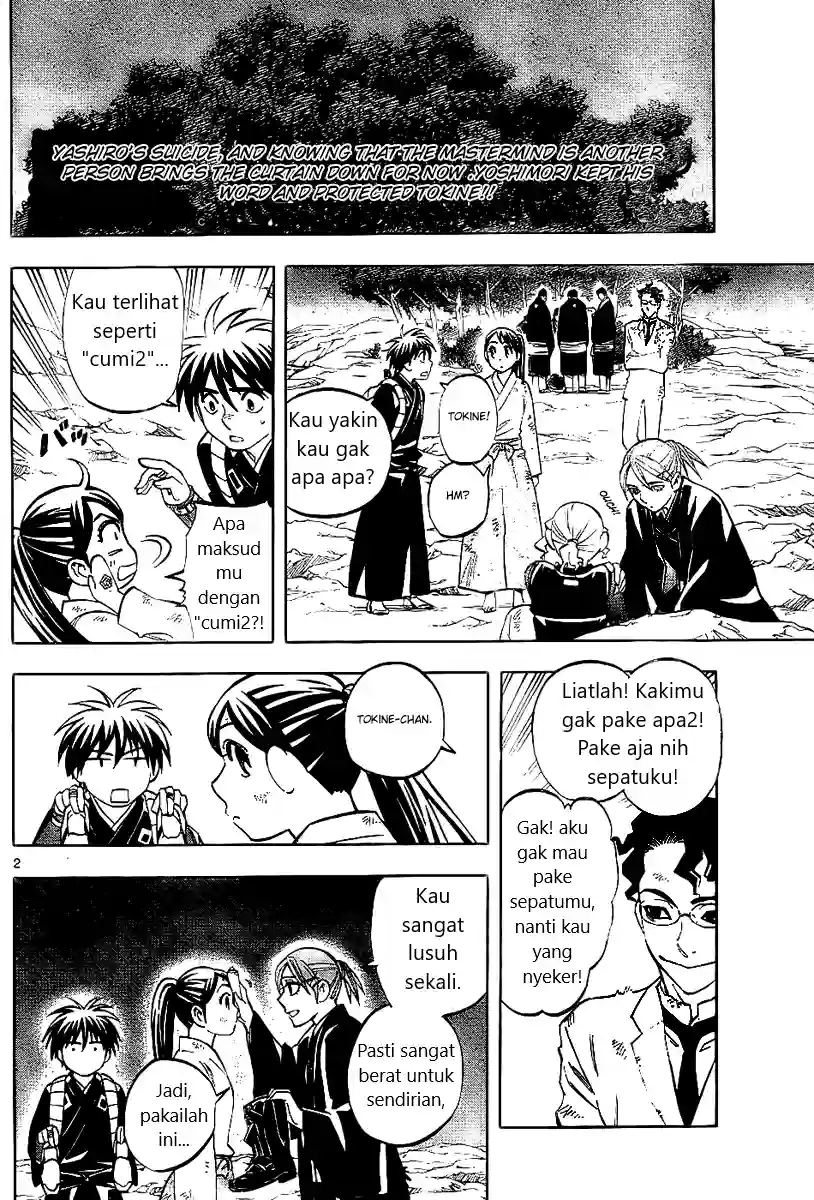 YASHIRO'S SUICIDE, AND KNOWING THAT THE MASTERMIND IS ANOTHER
PERSON BRINGS THE CURTAIN DOWN FOR NOW .YOSHIMORI KEPT HIS
WORD AND PROTECTED TOKINE!!
TOKINE!
HM?
Kau yakin
kau gak
apa apa?
OUCH!
Kau terlihat
seperti
"cumi2"...
Apa
maksud
mu
dengan
"cumi2?!
Liatlah! Kakimu
gak pake apa2!
Pake aja nih
sepatuku!
Gak! aku
gak mau
pake
sepatumu,
nanti kau
yang
nyeker!
TOKINE-CHAN.
2
Kau
sangat
lusuh
sekali.
Pasti sangat
berat untuk
sendirian,
Jadi,
pakailah
ini...